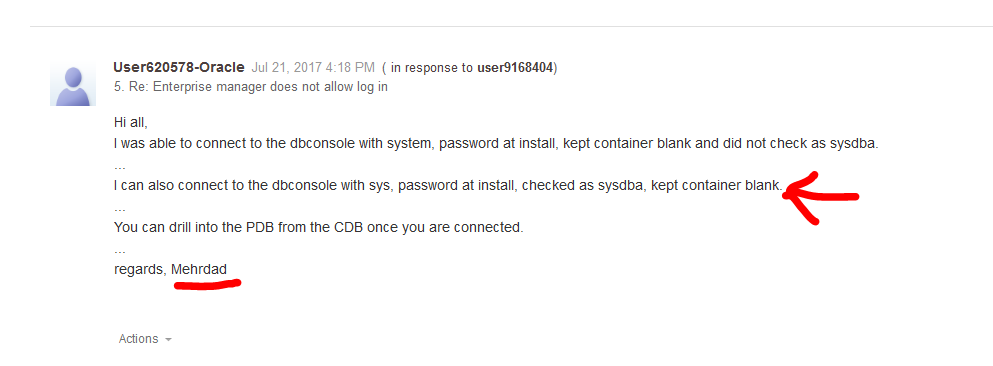 User620578-Oracle Jul 21, 2017 4:18 PM ( in response to user9168404)
5. Re: Enterprise manager does not allow log in
Hi all,
I was able to connect to the dbconsole with system, password at install, kept container blank and did not check as sysdba.
...
I can also connect to the dbconsole with sys, password at install, checked as sysdba, kept container blank.
...
You can drill into the PDB from the CDB once you are connected.
...
regards, Mehrdad
Actions